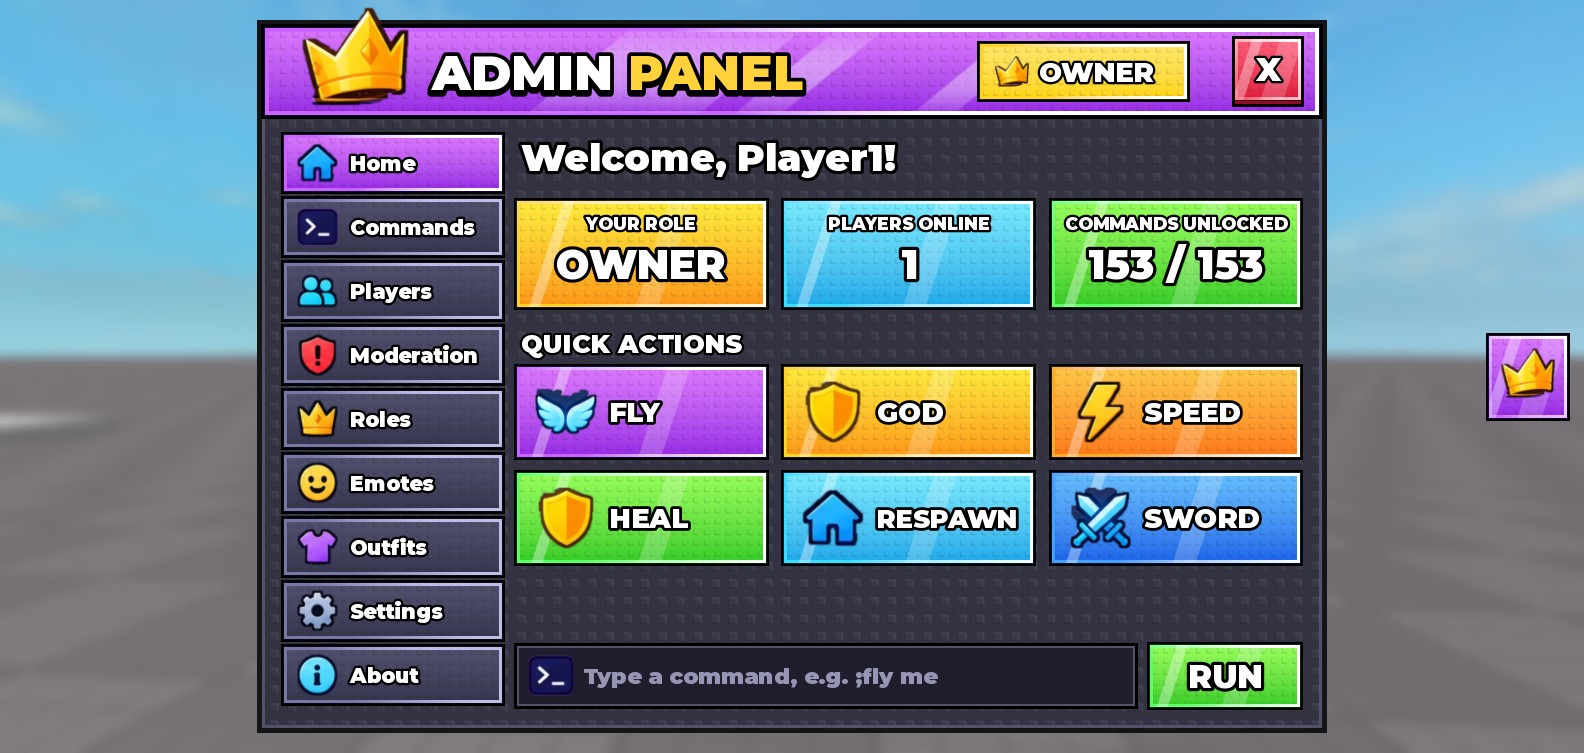 ADMIN PANEL
OWNER
X
Home
Commands
Players
Moderation
Roles
Emotes
Outfits
Settings
About
Welcome, Player1!
YOUR ROLE
OWNER
PLAYERS ONLINE
1
COMMANDS UNLOCKED
153 / 153
QUICK ACTIONS
FLY
GOD
SPEED
HEAL
RESPAWN
SWORD
Type a command, e.g. ;fly me
RUN